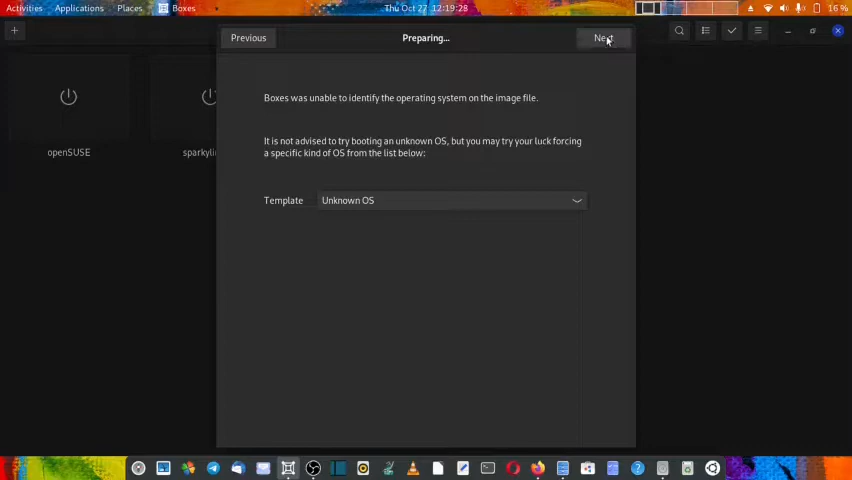 Activities Applications Places Boxes Thu Oct 27 12:19:28 16 %
Previous Preparing... Next
Boxes was unable to identify the operating system on the image file.
It is not advised to try booting an unknown OS, but you may try your luck forcing
a specific kind of OS from the list below:
openSUSE
Template Unknown OS